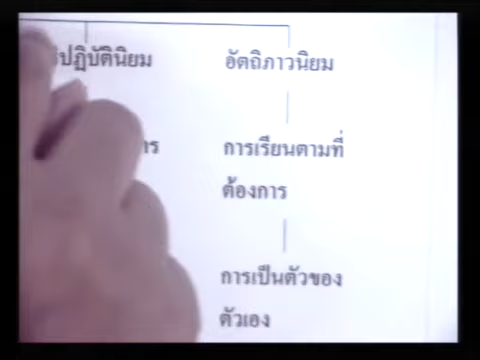 ปฏิบัตินิยม
อัตถิภาวนิยม
การเรียนตามที่
ต้องการ
การเป็นตัวของ
ตัวเอง